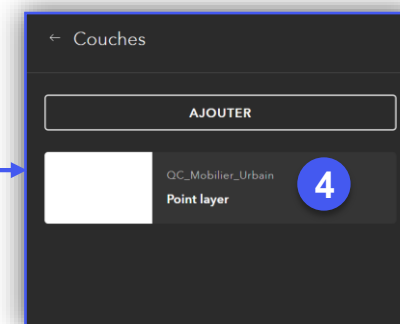 ← Couches
AJOUTER
QC_Mobilier_Urbain
Point layer
4